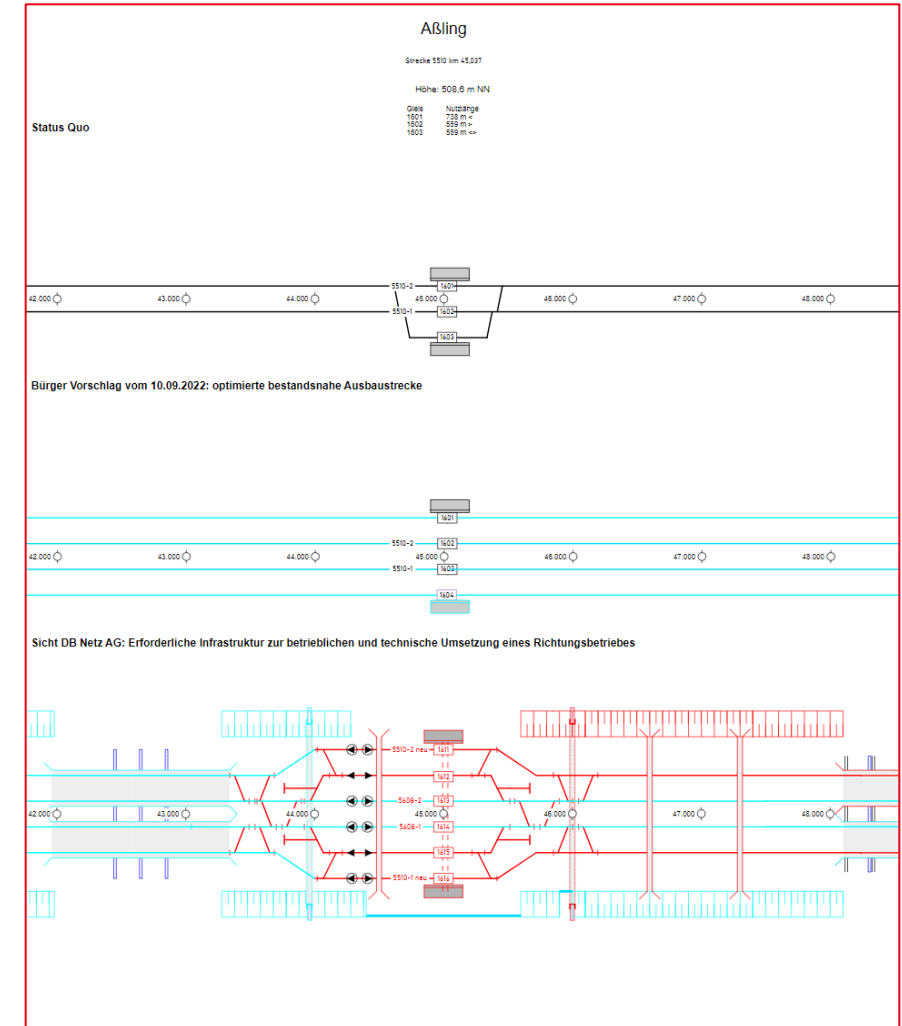 Aßling
Strecke 5510 km 45,037
Höhe: 508,6 m NN
Gleis Nutzlänge
1601 738 m <
1602 559 m >
1603 559 m <>
Status Quo
5510-2 1601
42.000 43.000 44.000 45.000 46.000 47.000 48.000
5510-1 1602
1603
Bürger Vorschlag vom 10.09.2022: optimierte bestandsnahe Ausbaustrecke
1601
5510-2 1602
42.000 43.000 44.000 45.000 46.000 47.000 48.000
5510-1 1603
1604
Sicht DB Netz AG: Erforderliche Infrastruktur zur betrieblichen und technische Umsetzung eines Richtungsbetriebes
5510-2 neu 1611
1612
5608-2 1613
42.000 43.000 44.000 45.000 46.000 47.000 48.000
5608-1 1614
1615
5510-1 neu 1616